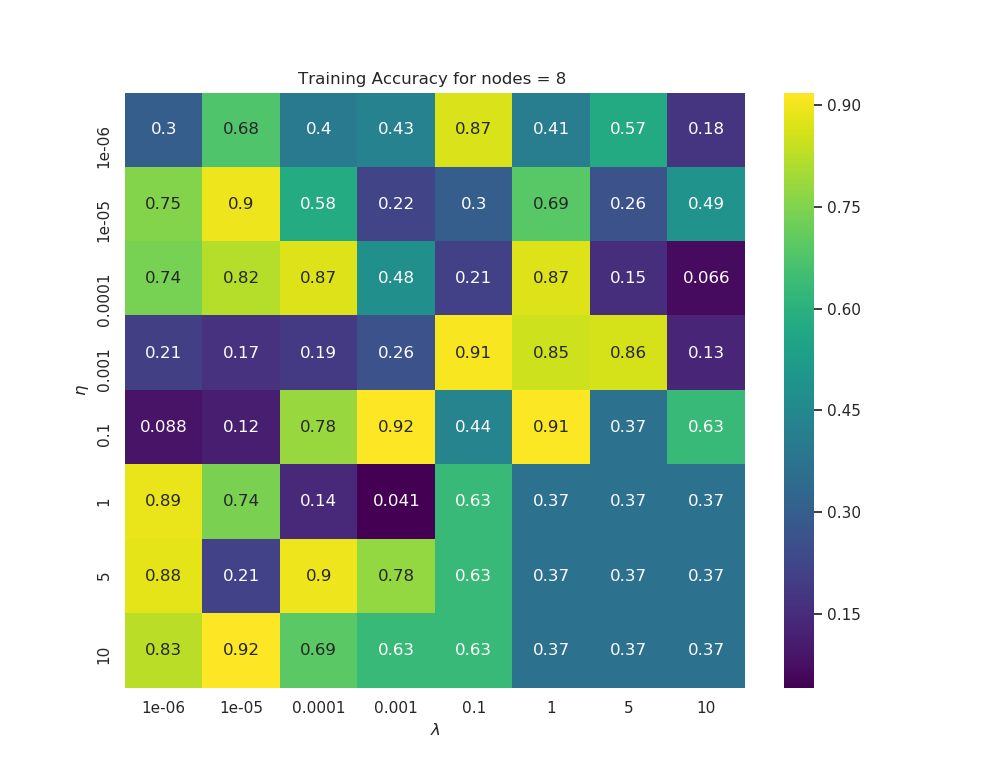 Training Accuracy for nodes = 8
1e-06 0.3 0.68 0.4 0.43 0.87 0.41 0.57 0.18
1e-05 0.75 0.9 0.58 0.22 0.3 0.69 0.26 0.49
0.0001 0.74 0.82 0.87 0.48 0.21 0.87 0.15 0.066
0.001 0.21 0.17 0.19 0.26 0.91 0.85 0.86 0.13
0.1 0.088 0.12 0.78 0.92 0.44 0.91 0.37 0.63
1 0.89 0.74 0.14 0.041 0.63 0.37 0.37 0.37
5 0.88 0.21 0.9 0.78 0.63 0.37 0.37 0.37
10 0.83 0.92 0.69 0.63 0.63 0.37 0.37 0.37
1e-06 1e-05 0.0001 0.001 0.1 1 5 10
λ
η
0.90
0.75
0.60
0.45
0.30
0.15